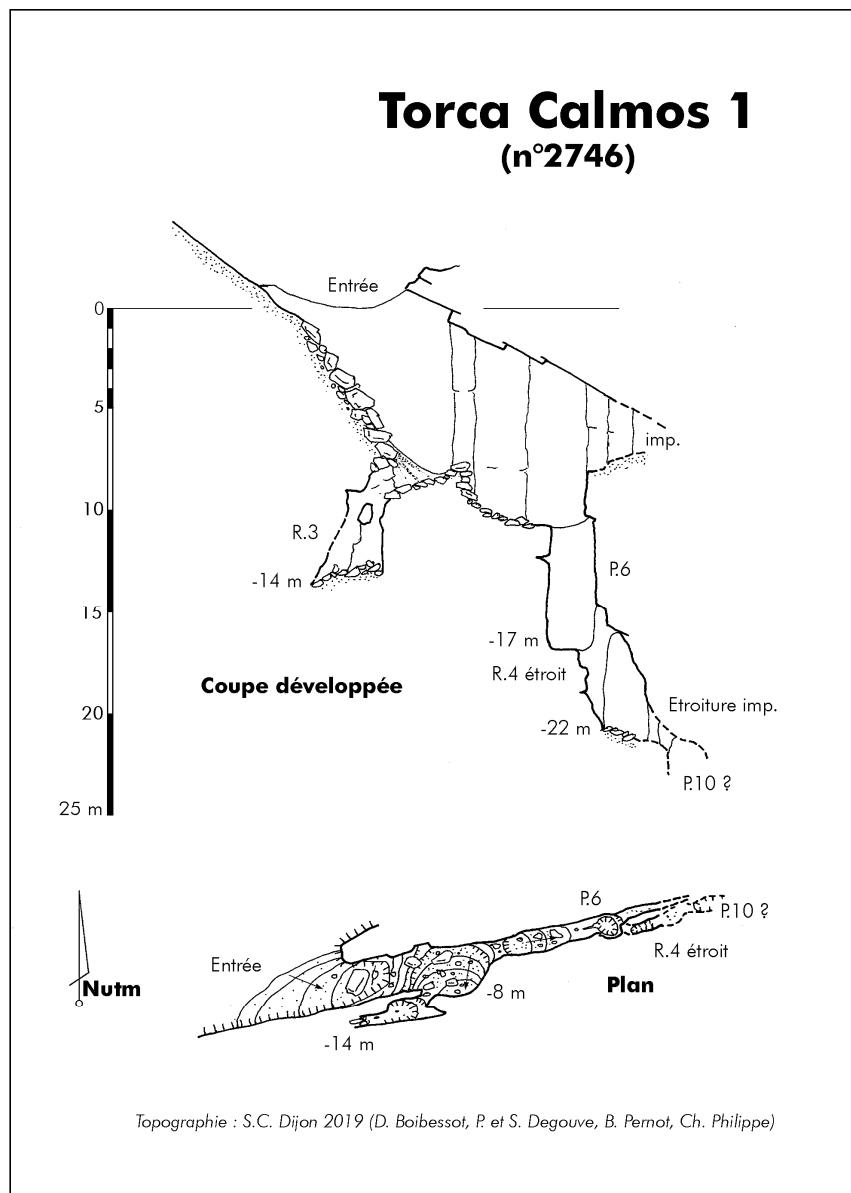 Torca Calmos 1
(n°2746)
Entrée
0
5
imp.
10
R.3
P.6
-14 m
15
-17 m
R.4 étroit
Coupe développée
Etroiture imp.
20
-22 m
P.10 ?
25 m
P.6
P.10 ?
R.4 étroit
Entrée
Nutm
-8 m
Plan
-14 m
Topographie : S.C. Dijon 2019 (D. Boibessot, P. et S. Degouve, B. Pernot, Ch. Philippe)